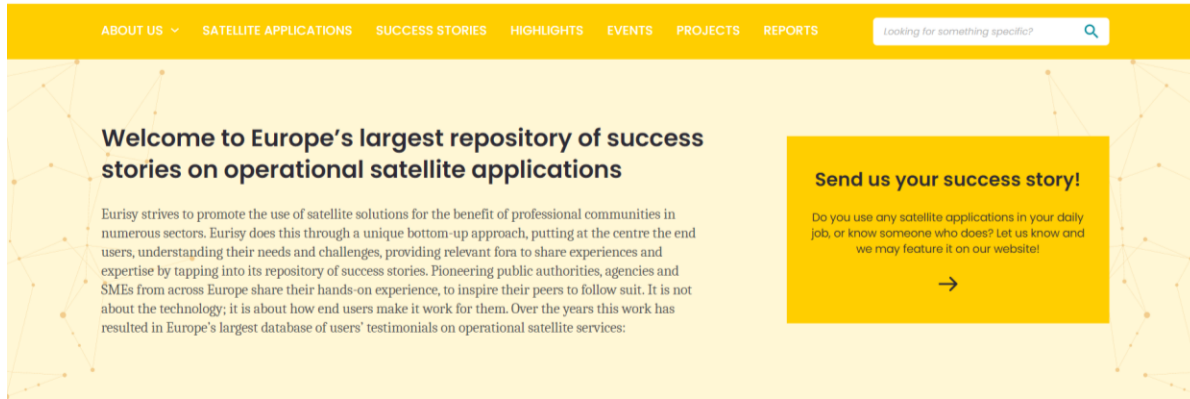 ABOUT US SATELLITE APPLICATIONS SUCCESS STORIES HIGHLIGHTS EVENTS PROJECTS REPORTS Looking for something specific?
Welcome to Europe’s largest repository of success
stories on operational satellite applications
Eurisy strives to promote the use of satellite solutions for the benefit of professional communities in
numerous sectors. Eurisy does this through a unique bottom-up approach, putting at the centre the end
users, understanding their needs and challenges, providing relevant fora to share experiences and
expertise by tapping into its repository of success stories. Pioneering public authorities, agencies and
SMEs from across Europe share their hands-on experience, to inspire their peers to follow suit. It is not
about the technology; it is about how end users make it work for them. Over the years this work has
resulted in Europe’s largest database of users’ testimonials on operational satellite services:
Send us your success story!
Do you use any satellite applications in your daily
job, or know someone who does? Let us know and
we may feature it on our website!